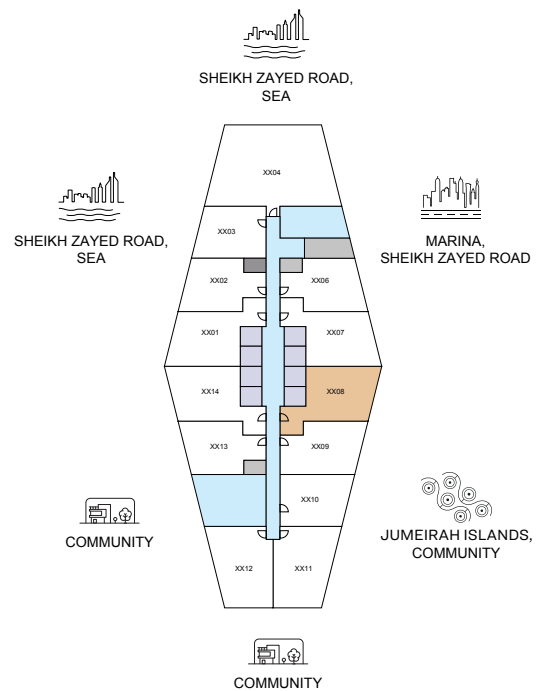 SHEIKH ZAYED ROAD,
SEA
XX04
SHEIKH ZAYED ROAD,
SEA
MARINA,
SHEIKH ZAYED ROAD
XX03
XX02
XX06
XX01
XX07
XX14
XX08
XX13
XX09
XX10
COMMUNITY
JUMEIRAH ISLANDS,
COMMUNITY
XX12
XX11
COMMUNITY